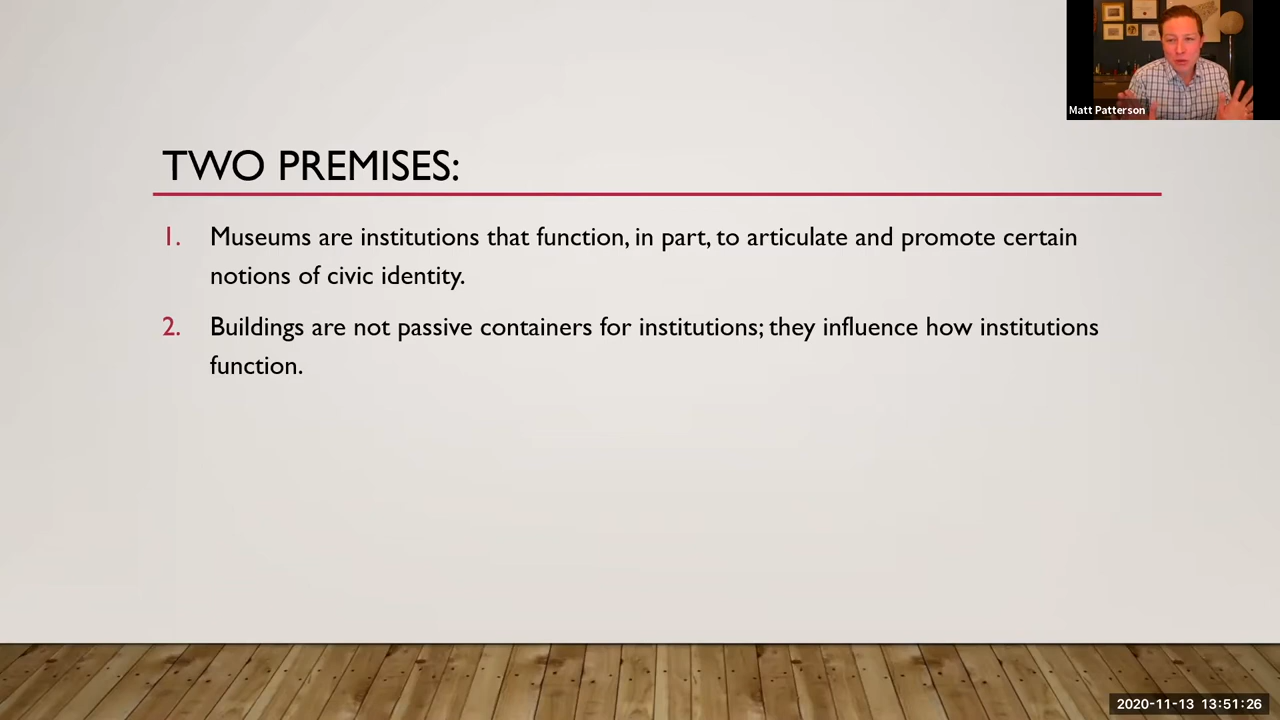 Matt Patterson
TWO PREMISES:
1. Museums are institutions that function, in part, to articulate and promote certain
notions of civic identity.
2. Buildings are not passive containers for institutions; they influence how institutions
function.
2020-11-13 13:51:26